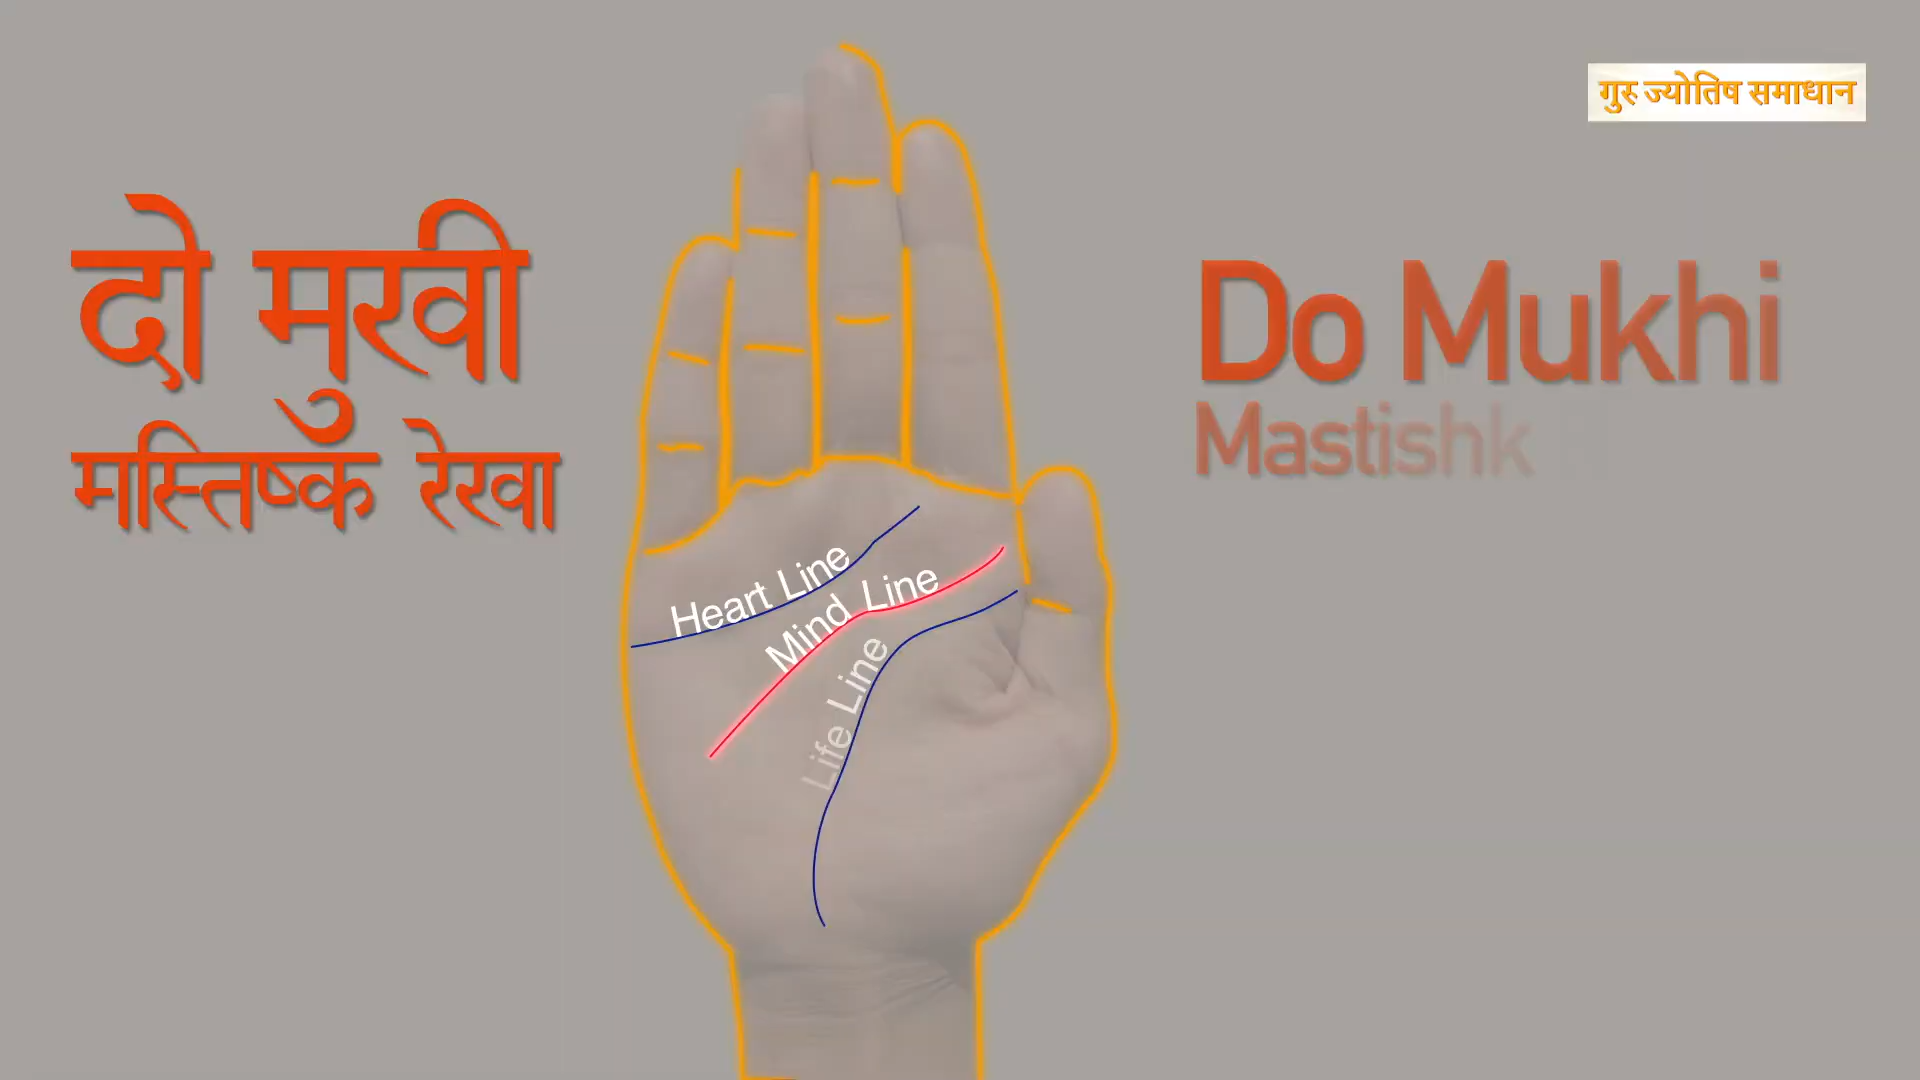 गुरु ज्योतिष समाधान
दो मुखी
मस्तिष्क रेखा
Do Mukhi
Mastishk
Heart Line
Mind Line
Life Line